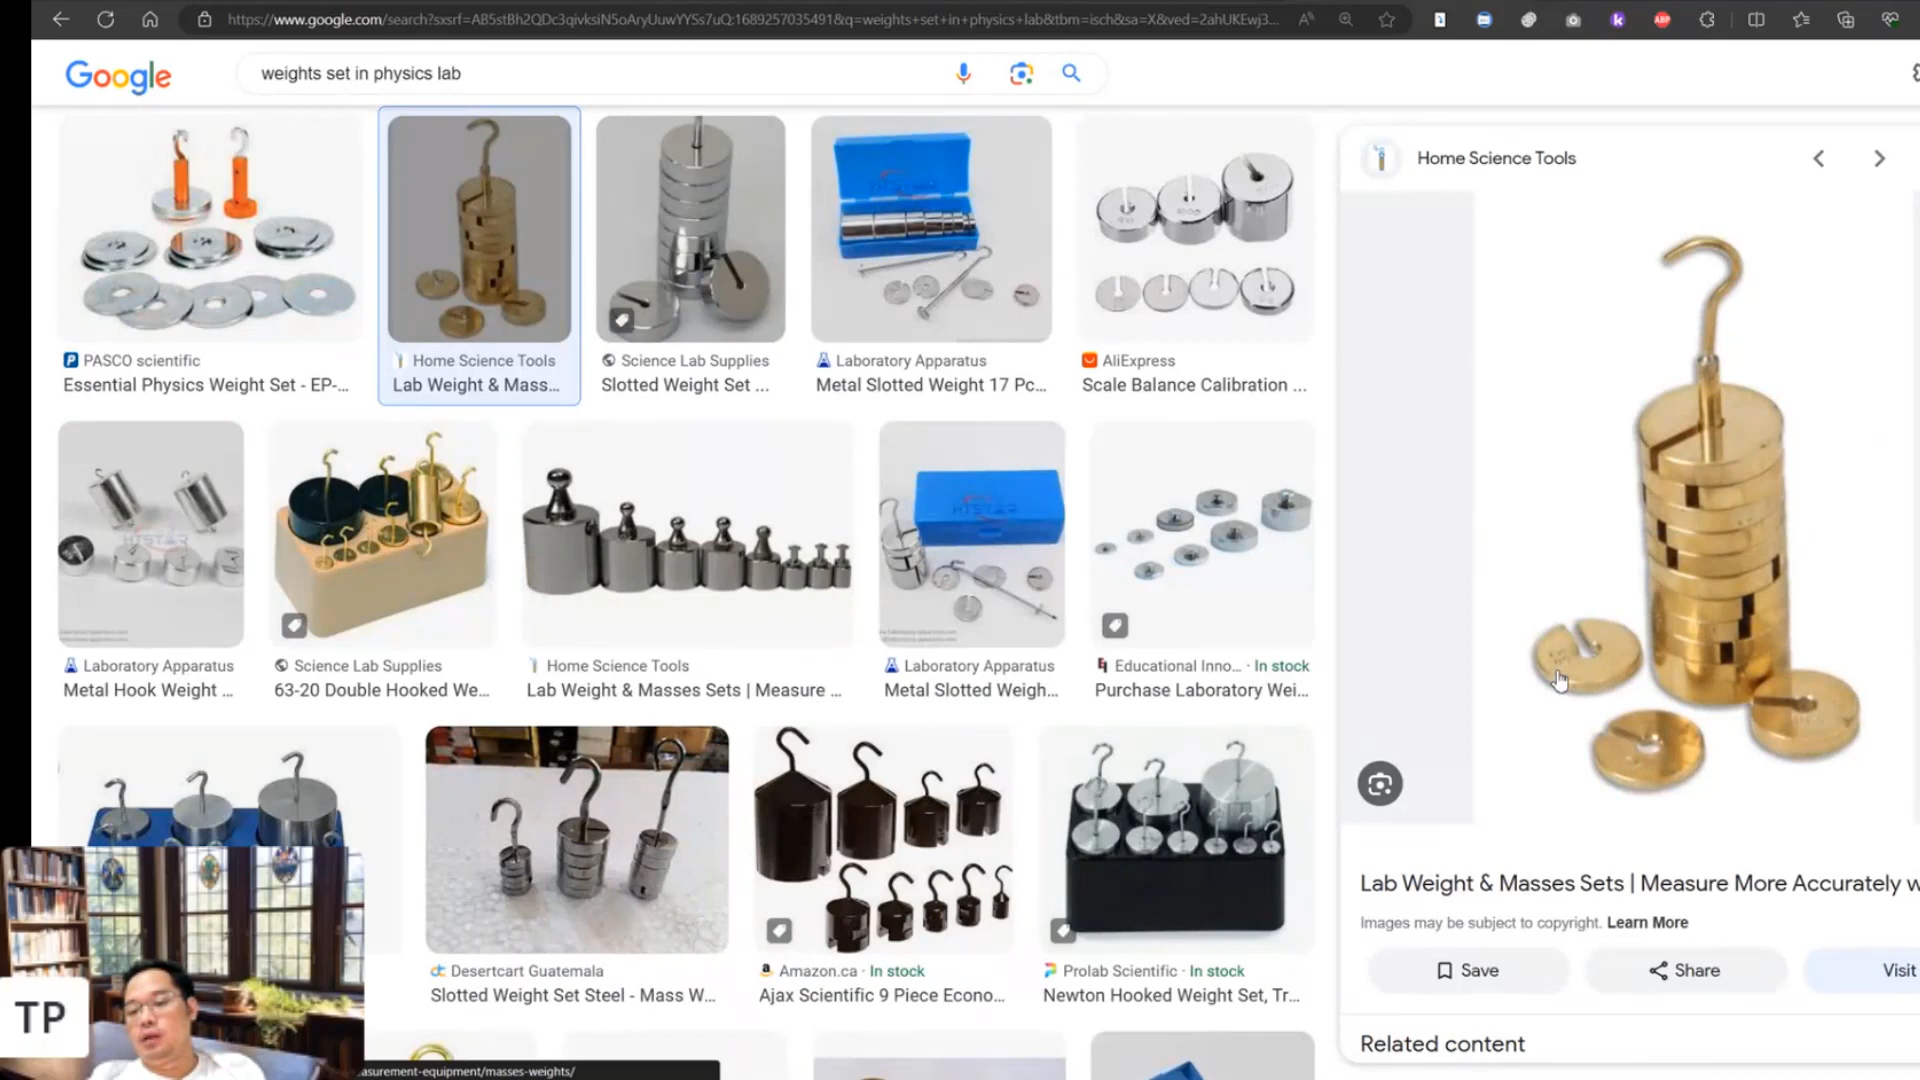 https://www.google.com/search?sxsrf=AB5stBh2QDc3qivksiN5oAryUuwYYSs7uQ:1689257035491&q=weights+set+in+physics+lab&tbm=isch&sa=X&ved=2ahUKEwj3...
Google
weights set in physics lab
Home Science Tools
PASCO scientific
Essential Physics Weight Set - EP-...
Home Science Tools
Lab Weight & Mass...
Science Lab Supplies
Slotted Weight Set ...
Laboratory Apparatus
Metal Slotted Weight 17 Pc...
AliExpress
Scale Balance Calibration ...
Laboratory Apparatus
Metal Hook Weight ...
Science Lab Supplies
63-20 Double Hooked We...
Home Science Tools
Lab Weight & Masses Sets | Measure ...
Laboratory Apparatus
Metal Slotted Weigh...
Educational Inno... · In stock
Purchase Laboratory Wei...
Desertcart Guatemala
Slotted Weight Set Steel - Mass W...
Amazon.ca · In stock
Ajax Scientific 9 Piece Econo...
Prolab Scientific · In stock
Newton Hooked Weight Set, Tr...
Lab Weight & Masses Sets | Measure More Accurately w
Images may be subject to copyright. Learn More
Save
Share
Visit
Related content
TP
asurement-equipment/masses-weights/